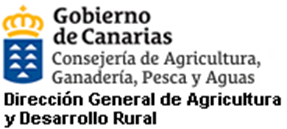 Gobierno
de Canarias
Consejería de Agricultura,
Ganadería, Pesca y Aguas
Dirección General de Agricultura
y Desarrollo Rural